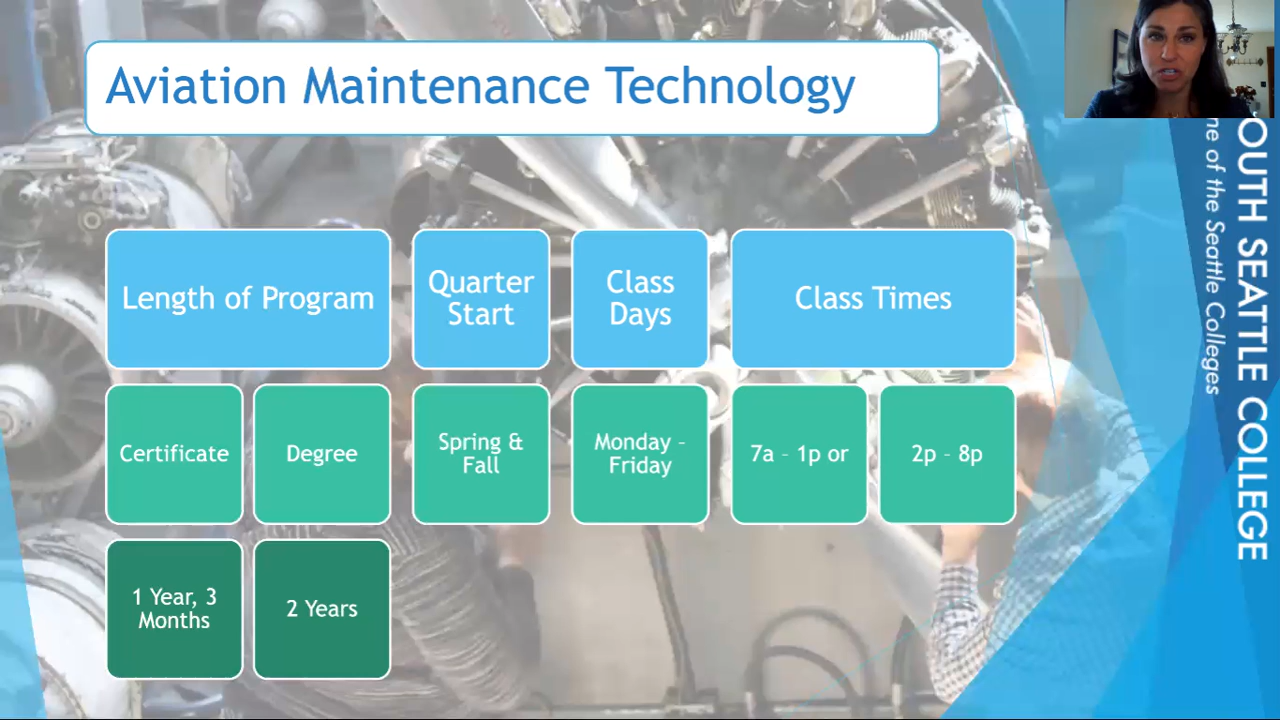 Aviation Maintenance Technology
Length of Program
Quarter
Start
Class
Days
Class Times
Certificate
Degree
Spring &
Fall
Monday –
Friday
7a – 1p or
2p – 8p
1 Year, 3
Months
2 Years
OUTH SEATTLE COLLEGE
ne of the Seattle Colleges